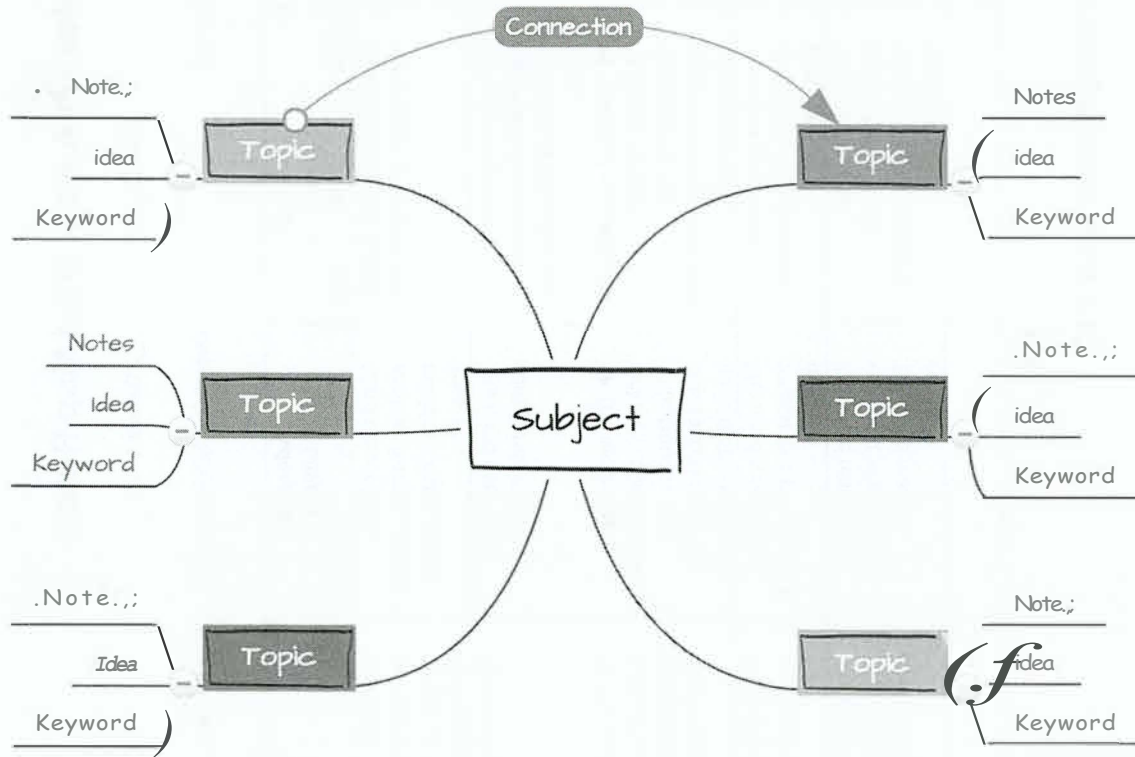 Connection
. Note.,;
idea
Keyword
Topic
Topic
Notes
idea
Keyword
Notes
Idea
Keyword
Topic
Subject
Topic
.Note.,;
idea
Keyword
.Note.,;
Idea
Keyword
Topic
Topic
(.f
Note.,;
idea
Keyword